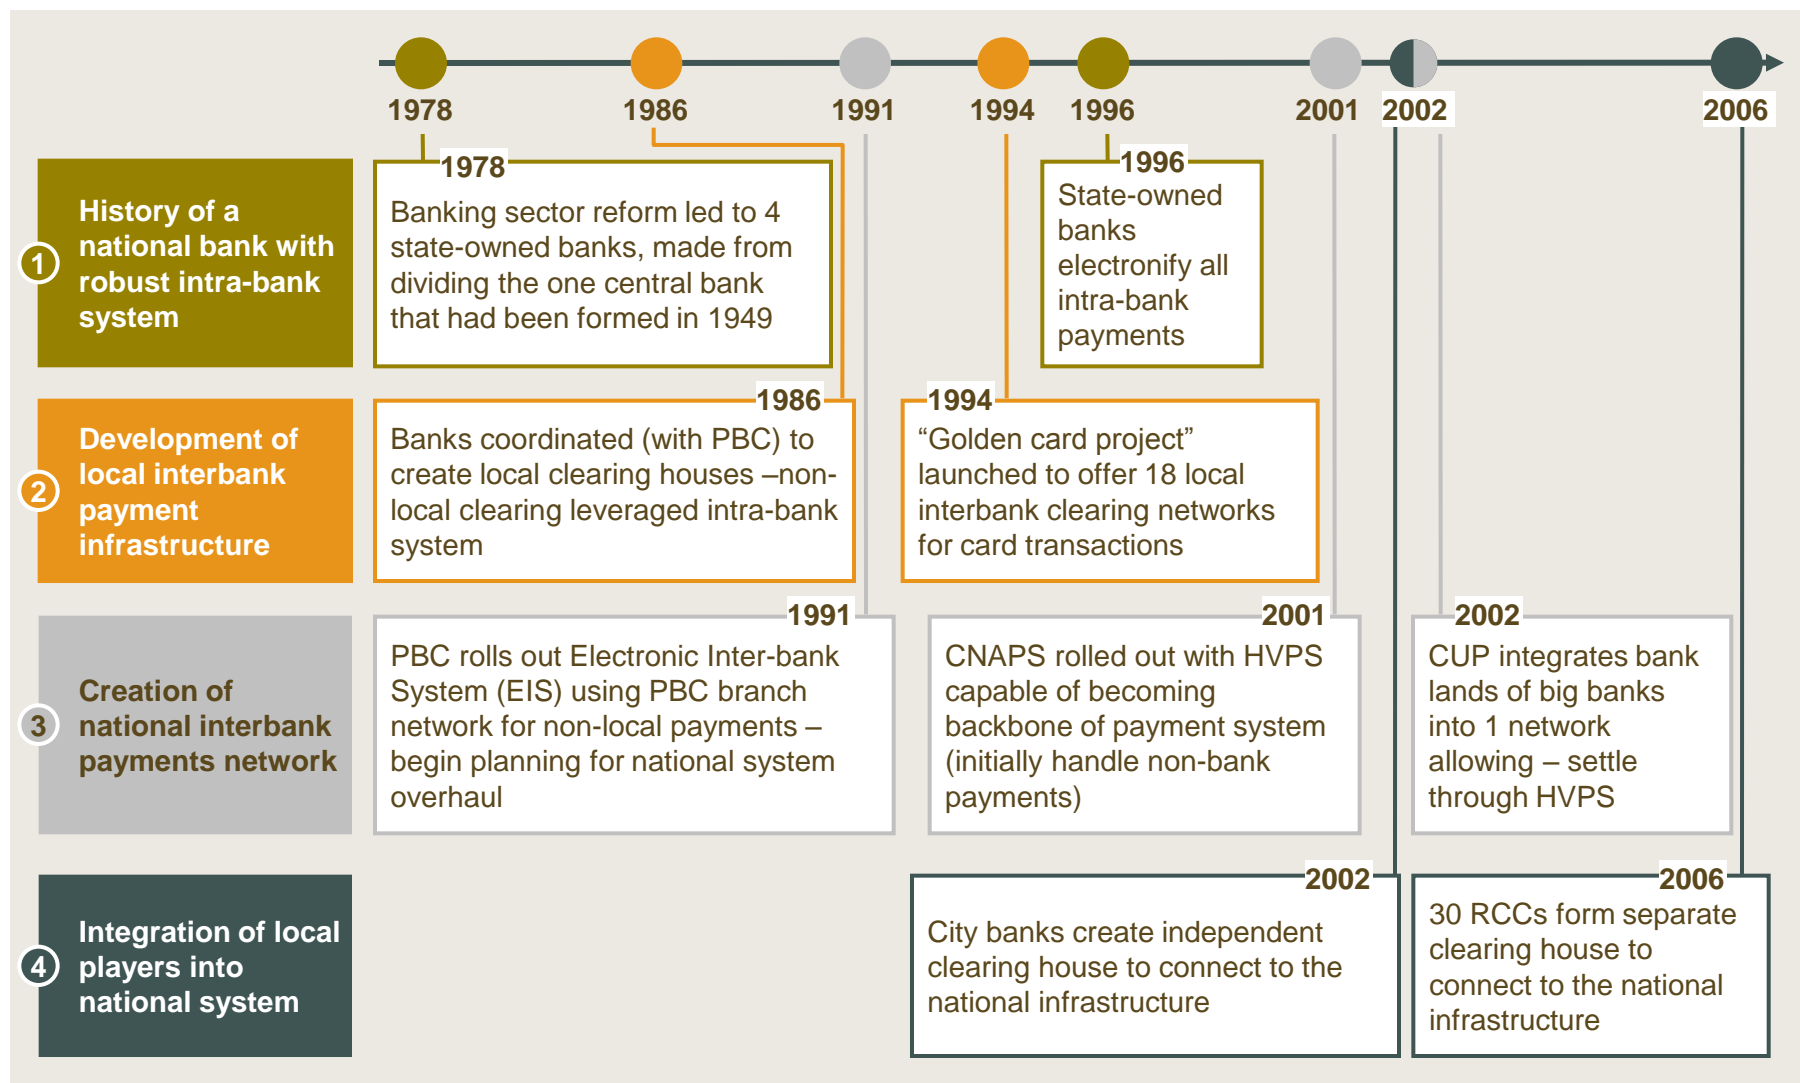 1978
1986
1991
1994
1996
2001
2002
2006
1
History of a
national bank with
robust intra-bank
system
1978
Banking sector reform led to 4
state-owned banks, made from
dividing the one central bank
that had been formed in 1949
1996
State-owned
banks
electronify all
intra-bank
payments
2
Development of
local interbank
payment
infrastructure
1986
Banks coordinated (with PBC) to
create local clearing houses –non-
local clearing leveraged intra-bank
system
1994
“Golden card project”
launched to offer 18 local
interbank clearing networks
for card transactions
3
Creation of
national interbank
payments network
1991
PBC rolls out Electronic Inter-bank
System (EIS) using PBC branch
network for non-local payments –
begin planning for national system
overhaul
2001
CNAPS rolled out with HVPS
capable of becoming
backbone of payment system
(initially handle non-bank
payments)
2002
CUP integrates bank
lands of big banks
into 1 network
allowing – settle
through HVPS
4
Integration of local
players into
national system
2002
City banks create independent
clearing house to connect to the
national infrastructure
2006
30 RCCs form separate
clearing house to
connect to the national
infrastructure